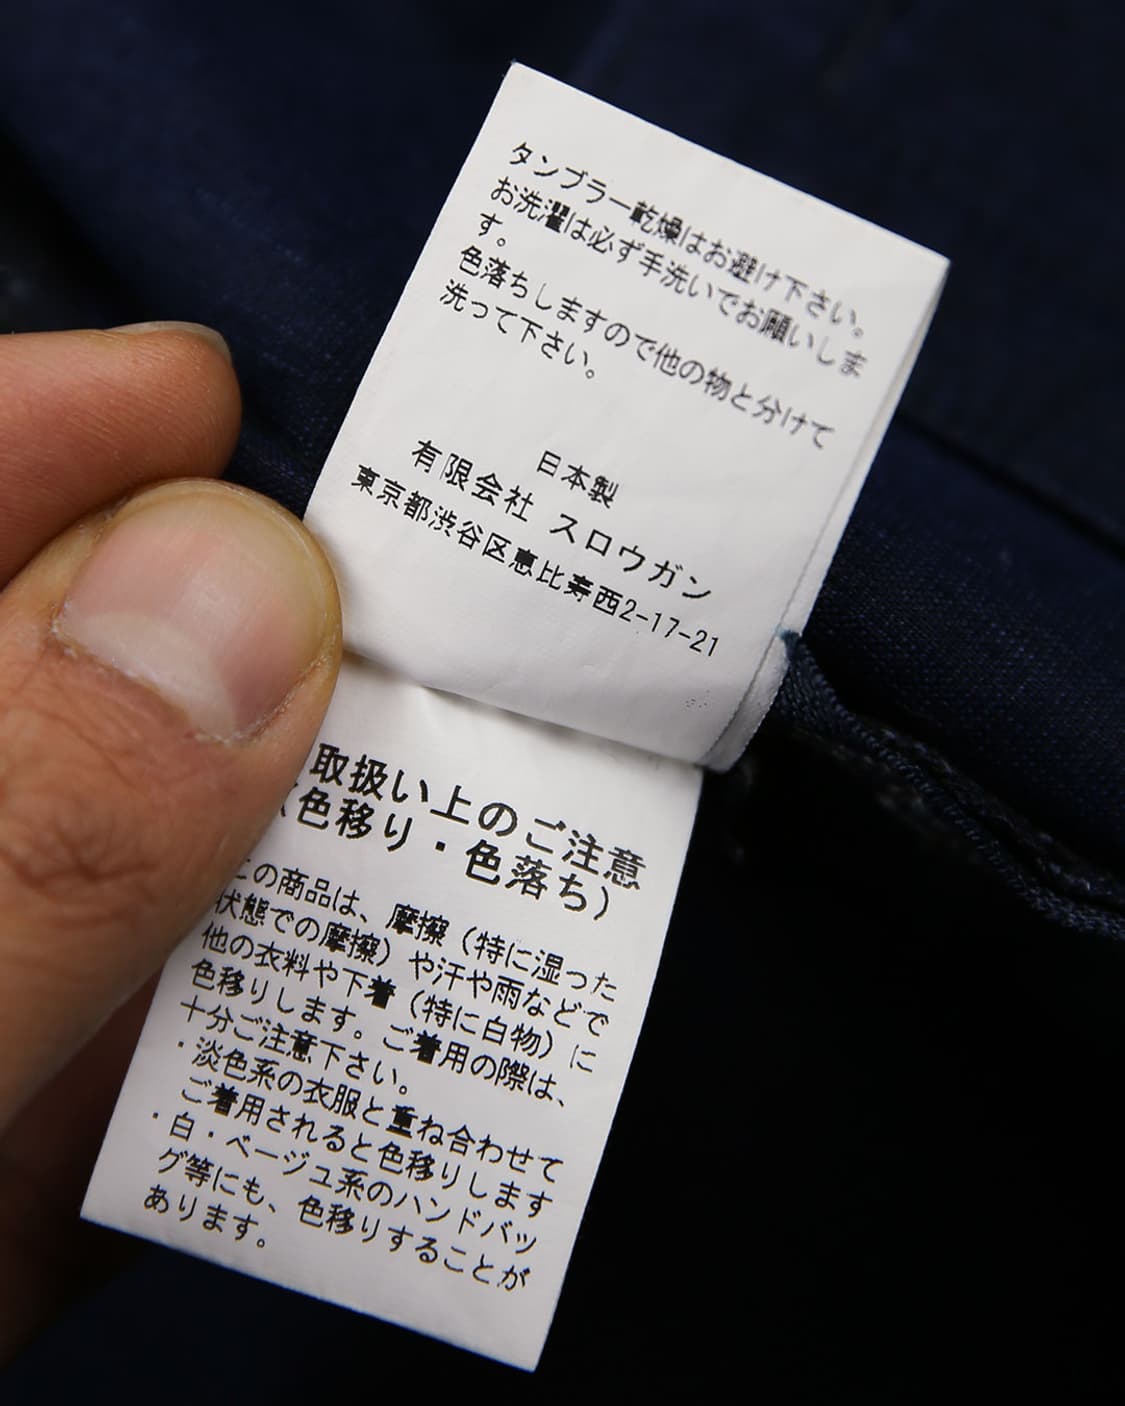 タンブラー乾燥はお避け下さい。
お洗濯は必ず手洗いでお願いしま
す。
色落ちしますので他の物と分けて
洗って下さい。
日本製
有限会社 スロウガン
東京都渋谷区恵比寿西2-17-21
取扱い上のご注意
(色移り・色落ち)
この商品は、摩擦（特に湿った
状態での摩擦）や汗や雨などで
他の衣料や下着（特に白物）に
色移りします。ご着用の際は、
十分ご注意下さい。
・淡色系の衣服と重ね合わせて
ご着用されると色移りします
・白・ベージュ系のハンドバッ
グ等にも、色移りすることが
あります。